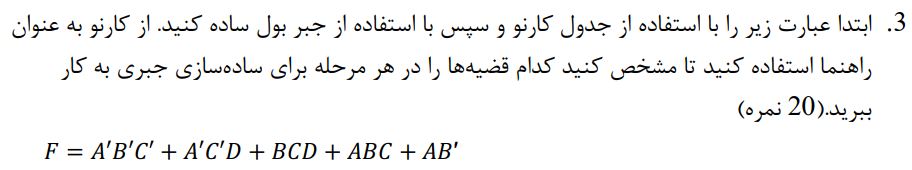 3. ابتدا عبارت زیر را با استفاده از جدول کارنو و سپس با استفاده از جبر بول ساده کنید. از کارنو به عنوان
راهنما استفاده کنید تا مشخص کنید کدام قضیه‌ها را در هر مرحله برای ساده‌سازی جبری به کار
ببرید.(20 نمره)
F = A′B′C′ + A′C′D + BCD + ABC + AB′